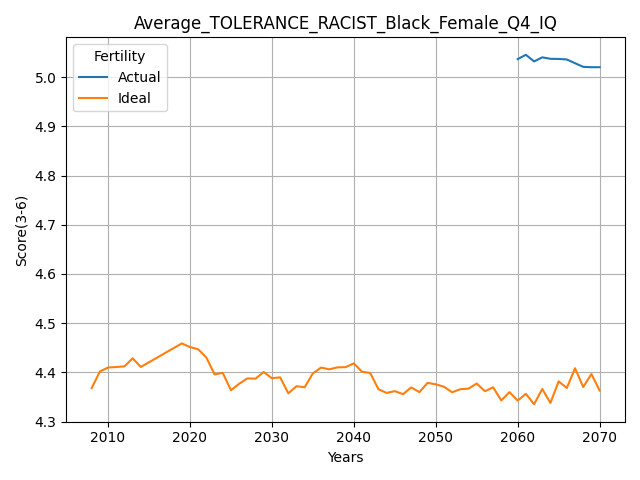 Average_TOLERANCE_RACIST_Black_Female_Q4_IQ
Fertility
Actual
Ideal
Score(3-6)
5.0
4.9
4.8
4.7
4.6
4.5
4.4
4.3
2010 2020 2030 2040 2050 2060 2070
Years